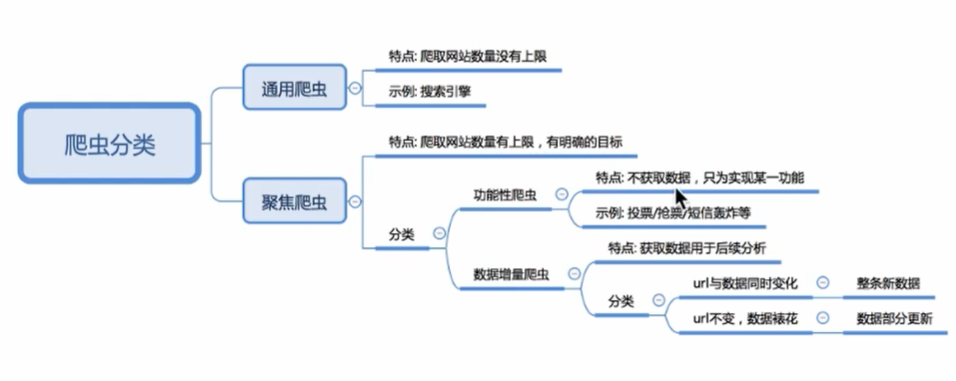 爬虫分类
通用爬虫
特点: 爬取网站数量没有上限
示例: 搜索引擎
聚焦爬虫
特点: 爬取网站数量有上限，有明确的目标
分类
功能性爬虫
特点: 不获取数据，只为实现某一功能
示例: 投票/抢票/短信轰炸等
数据增量爬虫
特点: 获取数据用于后续分析
分类
url与数据同时变化
整条新数据
url不变，数据裱花
数据部分更新